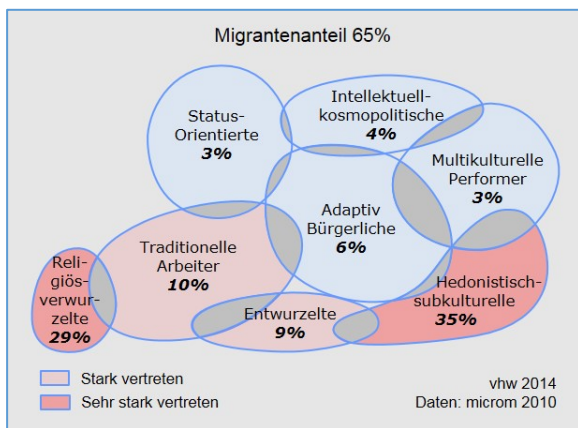 Migrantenanteil 65%
Status-
Orientierte
3%
Intellektuell-
kosmopolitische
4%
Multikulturelle
Performer
3%
Adaptiv
Bürgerliche
6%
Traditionelle
Arbeiter
10%
Reli-
giös-
verwur-
zelte
29%
Entwurzelte
9%
Hedonistisch-
subkulturelle
35%
Stark vertreten
Sehr stark vertreten
vhw 2014
Daten: microm 2010